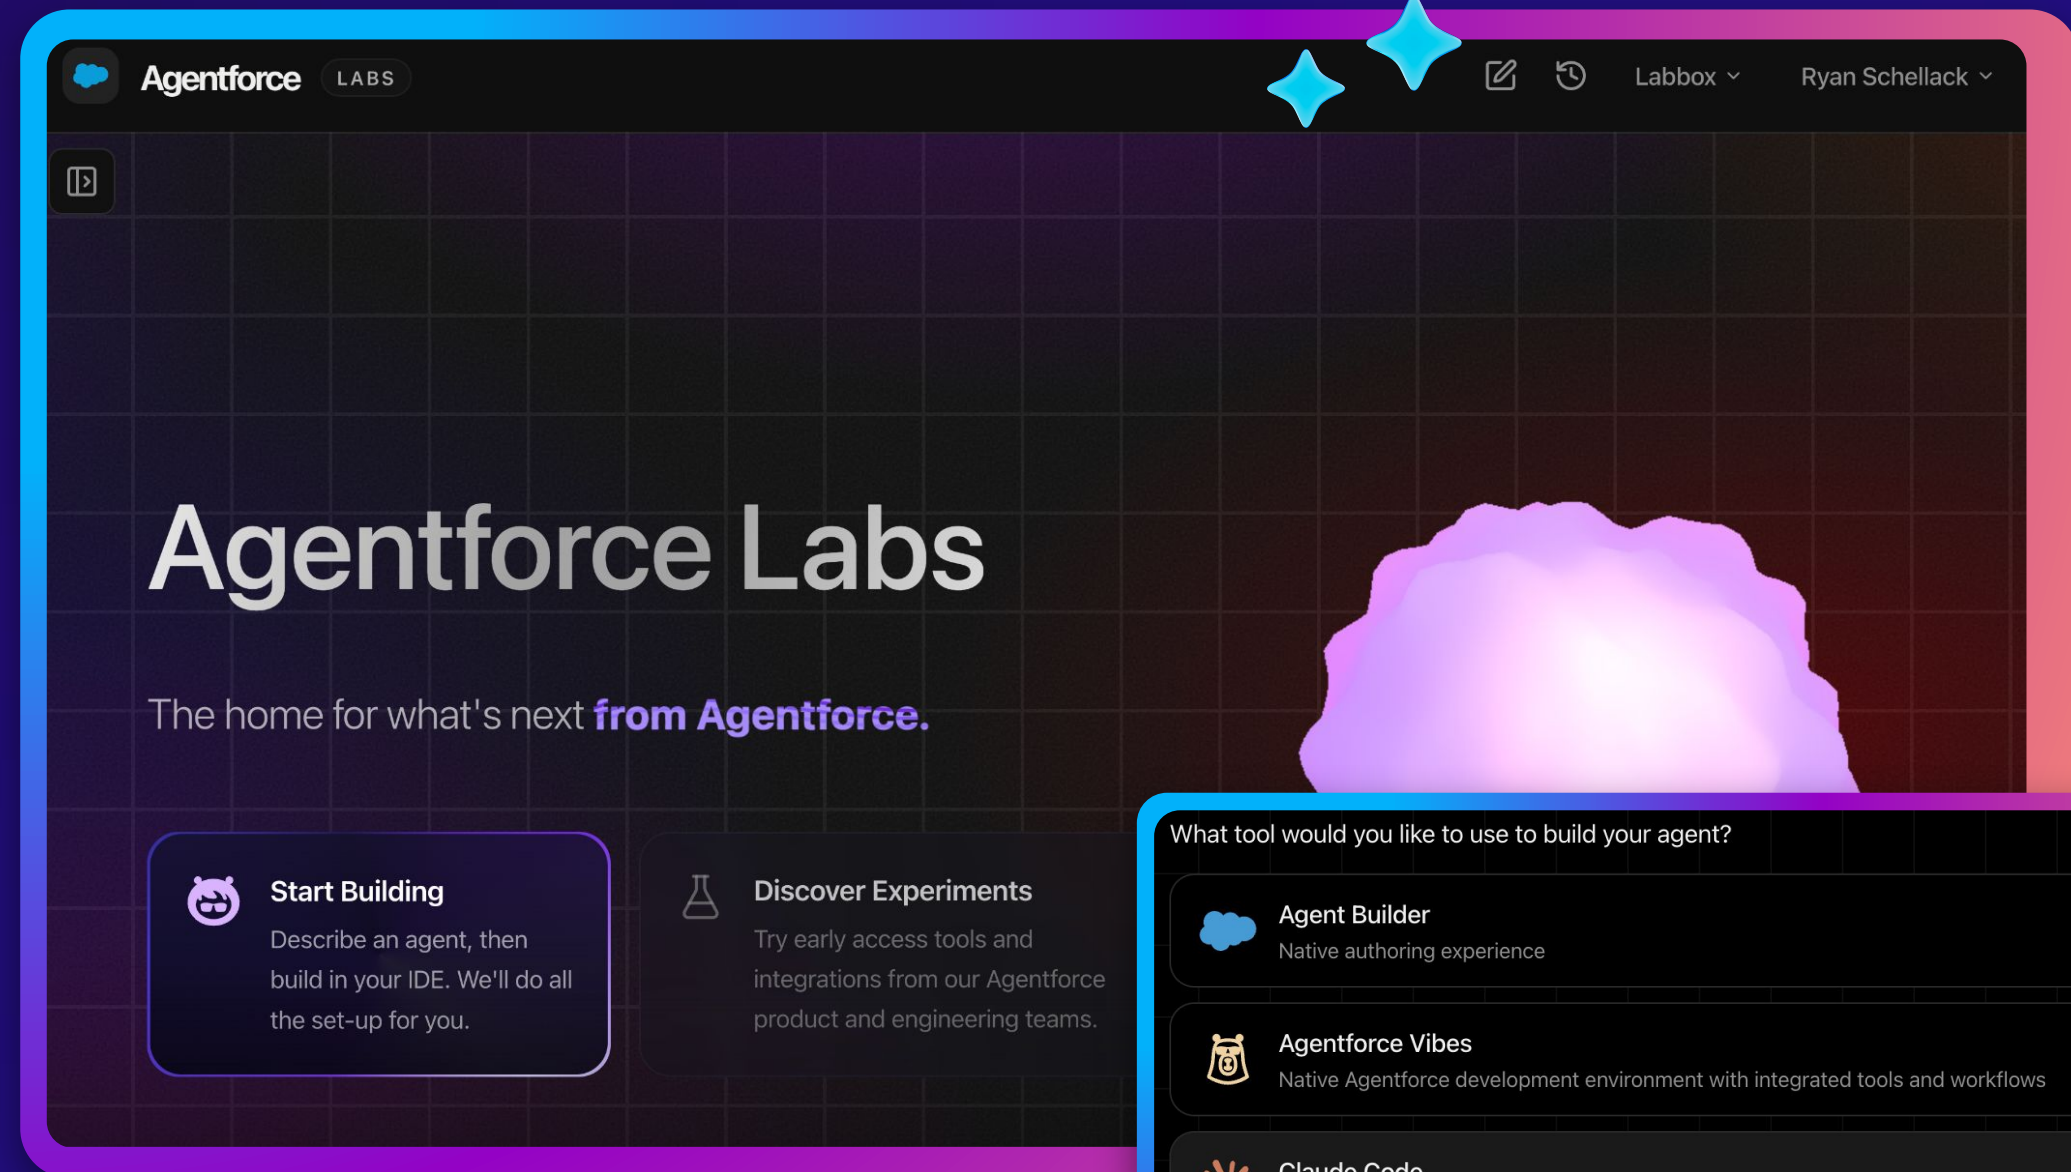 Agentforce LABS
Labbox
Ryan Schellack
Agentforce Labs
The home for what's next from Agentforce.
Start Building
Describe an agent, then
build in your IDE. We'll do all
the set-up for you.
Discover Experiments
Try early access tools and
integrations from our Agentforce
product and engineering teams.
What tool would you like to use to build your agent?
Agent Builder
Native authoring experience
Agentforce Vibes
Native Agentforce development environment with integrated tools and workflows
Claude Code